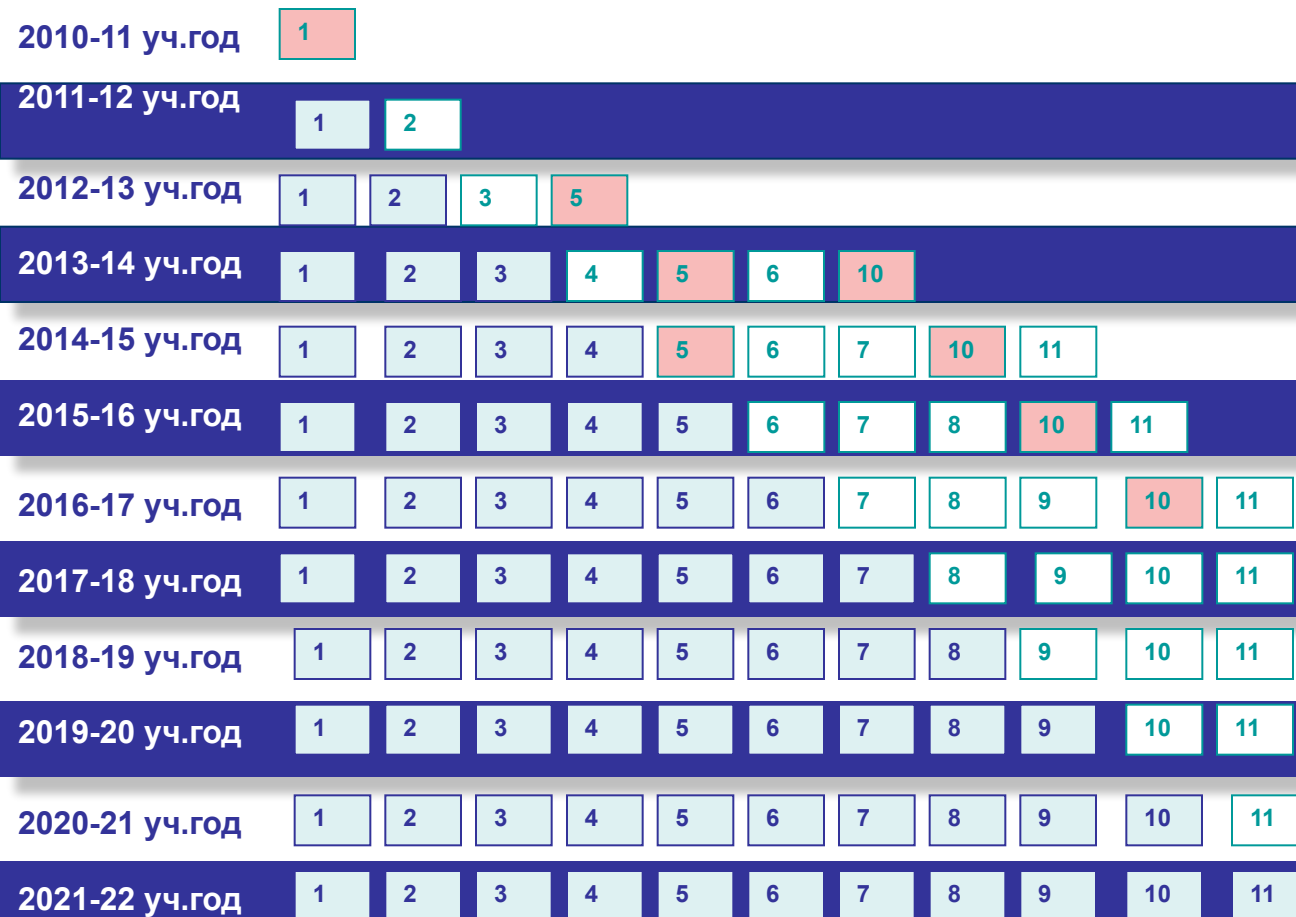 2010-11 уч.год 1
2011-12 уч.год 1 2
2012-13 уч.год 1 2 3 5
2013-14 уч.год 1 2 3 4 5 6 10
2014-15 уч.год 1 2 3 4 5 6 7 10 11
2015-16 уч.год 1 2 3 4 5 6 7 8 10 11
2016-17 уч.год 1 2 3 4 5 6 7 8 9 10 11
2017-18 уч.год 1 2 3 4 5 6 7 8 9 10 11
2018-19 уч.год 1 2 3 4 5 6 7 8 9 10 11
2019-20 уч.год 1 2 3 4 5 6 7 8 9 10 11
2020-21 уч.год 1 2 3 4 5 6 7 8 9 10 11
2021-22 уч.год 1 2 3 4 5 6 7 8 9 10 11